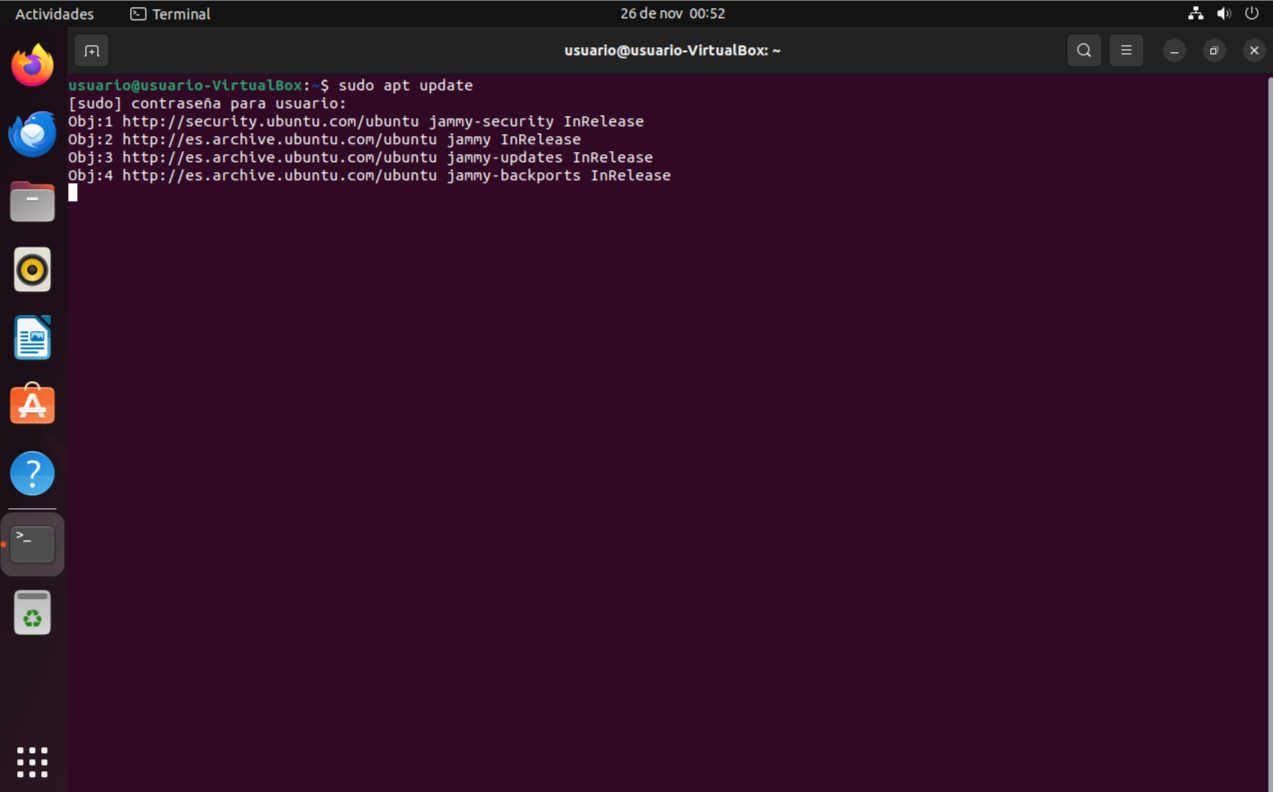 Actividades Terminal 26 de nov 00:52
usuario@usuario-VirtualBox: ~
usuario@usuario-VirtualBox:~$ sudo apt update
[sudo] contraseña para usuario:
Obj:1 http://security.ubuntu.com/ubuntu jammy-security InRelease
Obj:2 http://es.archive.ubuntu.com/ubuntu jammy InRelease
Obj:3 http://es.archive.ubuntu.com/ubuntu jammy-updates InRelease
Obj:4 http://es.archive.ubuntu.com/ubuntu jammy-backports InRelease